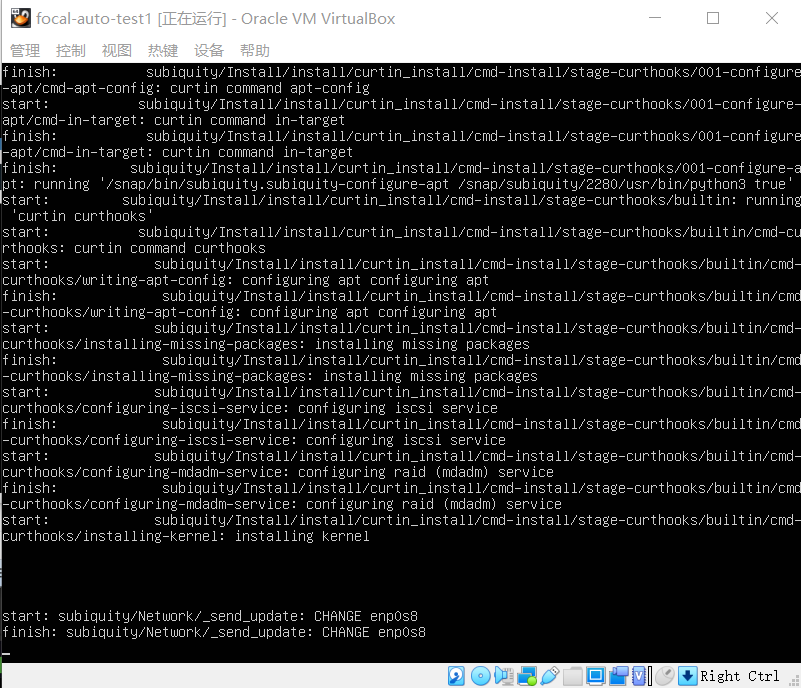 focal-auto-test1 [正在运行] - Oracle VM VirtualBox
管理 控制 视图 热键 设备 帮助
finish: subiquity/Install/install/curtin_install/cmd-install/stage-curthooks/001-configure
-apt/cmd-apt-config: curtin command apt-config
start: subiquity/Install/install/curtin_install/cmd-install/stage-curthooks/001-configure-
apt/cmd-in-target: curtin command in-target
finish: subiquity/Install/install/curtin_install/cmd-install/stage-curthooks/001-configure
-apt/cmd-in-target: curtin command in-target
finish: subiquity/Install/install/curtin_install/cmd-install/stage-curthooks/001-configure-a
pt: running '/snap/bin/subiquity.subiquity-configure-apt /snap/subiquity/2280/usr/bin/python3 true'
start: subiquity/Install/install/curtin_install/cmd-install/stage-curthooks/builtin: running
'curtin curthooks'
start: subiquity/Install/install/curtin_install/cmd-install/stage-curthooks/builtin/cmd-cu
rthooks: curtin command curthooks
start: subiquity/Install/install/curtin_install/cmd-install/stage-curthooks/builtin/cmd-
curthooks/writing-apt-config: configuring apt configuring apt
finish: subiquity/Install/install/curtin_install/cmd-install/stage-curthooks/builtin/cmd
-curthooks/writing-apt-config: configuring apt configuring apt
start: subiquity/Install/install/curtin_install/cmd-install/stage-curthooks/builtin/cmd-
curthooks/installing-missing-packages: installing missing packages
finish: subiquity/Install/install/curtin_install/cmd-install/stage-curthooks/builtin/cmd
-curthooks/installing-missing-packages: installing missing packages
start: subiquity/Install/install/curtin_install/cmd-install/stage-curthooks/builtin/cmd-
curthooks/configuring-iscsi-service: configuring iscsi service
finish: subiquity/Install/install/curtin_install/cmd-install/stage-curthooks/builtin/cmd
-curthooks/configuring-iscsi-service: configuring iscsi service
start: subiquity/Install/install/curtin_install/cmd-install/stage-curthooks/builtin/cmd-
curthooks/configuring-mdadm-service: configuring raid (mdadm) service
finish: subiquity/Install/install/curtin_install/cmd-install/stage-curthooks/builtin/cmd
-curthooks/configuring-mdadm-service: configuring raid (mdadm) service
start: subiquity/Install/install/curtin_install/cmd-install/stage-curthooks/builtin/cmd-
curthooks/installing-kernel: installing kernel
start: subiquity/Network/_send_update: CHANGE enp0s8
finish: subiquity/Network/_send_update: CHANGE enp0s8
Right Ctrl